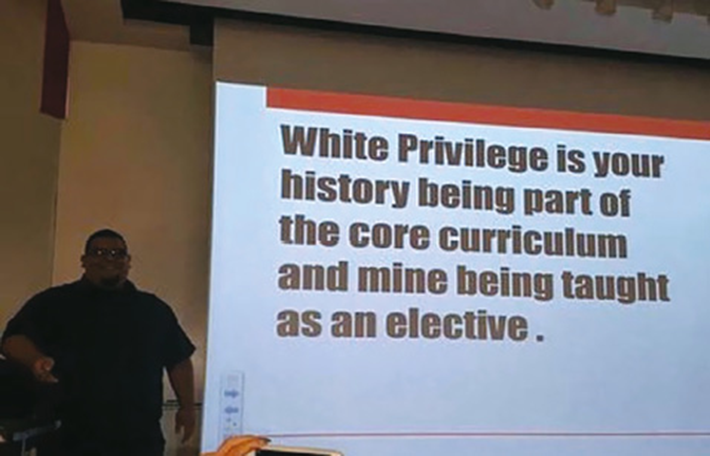 White Privilege is your
history being part of
the core curriculum
and mine being taught
as an elective .